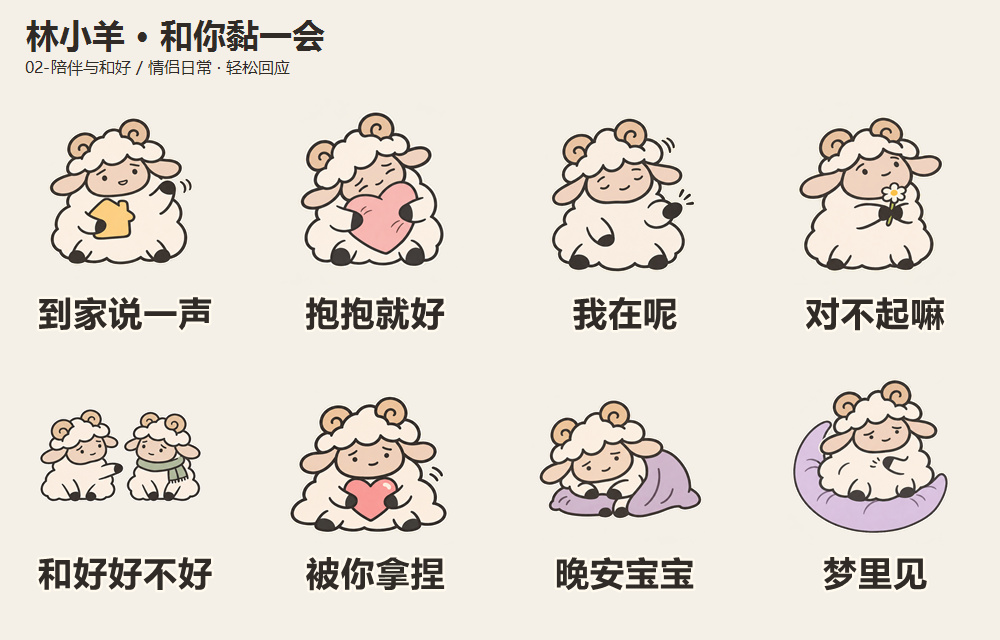 林小羊·和你黏一会
02-陪伴与和好 / 情侣日常·轻松回应
到家说一声
抱抱就好
我在呢
对不起嘛
和好好不好
被你拿捏
晚安宝宝
梦里见